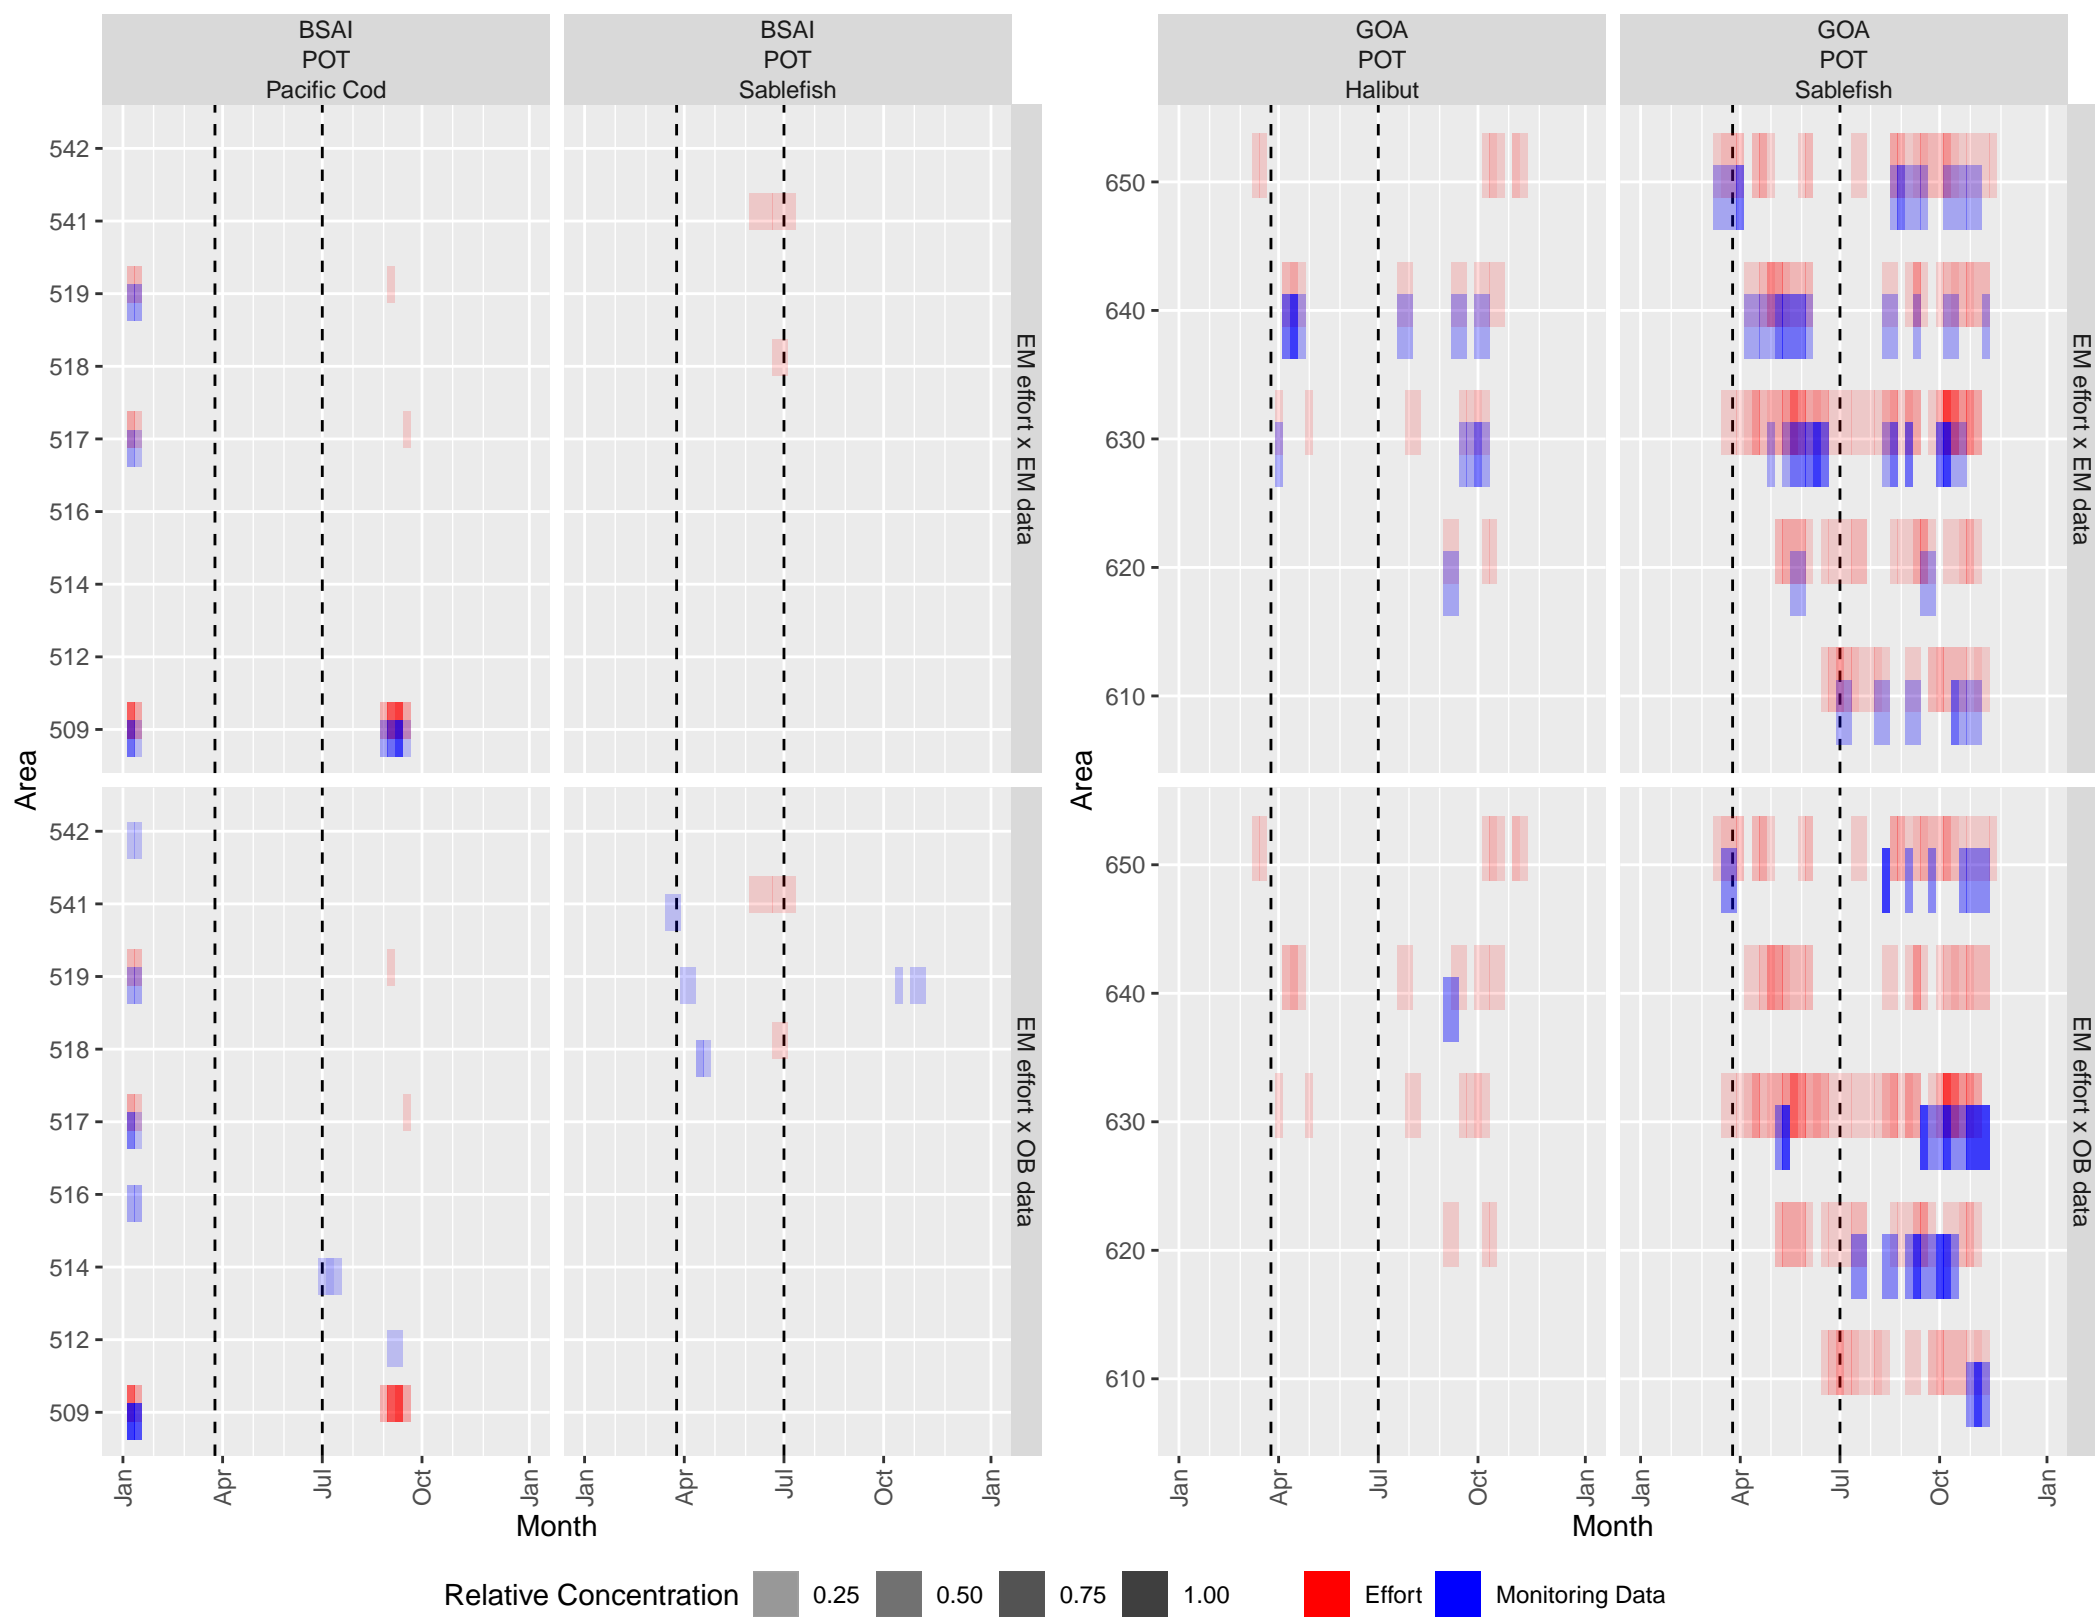 BSAI
POT
Pacific Cod
BSAI
POT
Sablefish
GOA
POT
Halibut
GOA
POT
Sablefish
Area
542
541
519
518
517
516
514
512
509
EM effort x EM data
542
541
519
518
517
516
514
512
509
EM effort x OB data
Jan
Apr
Jul
Oct
Jan
Jan
Apr
Jul
Oct
Jan
Month
Area
650
640
630
620
610
EM effort x EM data
650
640
630
620
610
EM effort x OB data
Jan
Apr
Jul
Oct
Jan
Jan
Apr
Jul
Oct
Jan
Month
Relative Concentration 0.25 0.50 0.75 1.00 Effort Monitoring Data